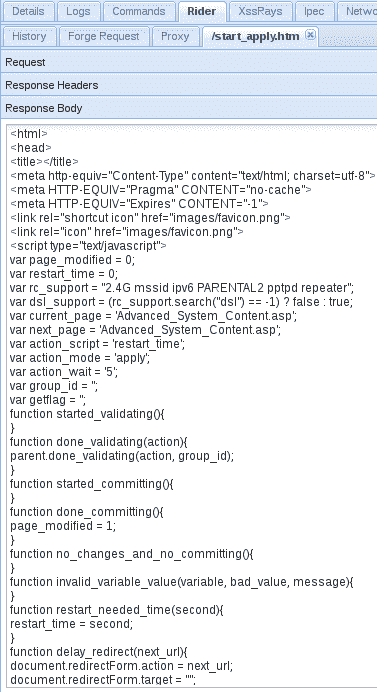 Details Logs Commands Rider XssRays Ipec Netwo
History Forge Request Proxy /start_apply.htm
Request
Response Headers
Response Body
<html>
<head>
<title></title>
<meta http-equiv="Content-Type" content="text/html; charset=utf-8">
<meta HTTP-EQUIV="Pragma" CONTENT="no-cache">
<meta HTTP-EQUIV="Expires" CONTENT="-1">
<link rel="shortcut icon" href="images/favicon.png">
<link rel="icon" href="images/favicon.png">
<script type="text/javascript">
var page_modified = 0;
var restart_time = 0;
var rc_support = "2.4G mssid ipv6 PARENTAL2 pptpd repeater";
var dsl_support = (rc_support.search("dsl") == -1) ? false : true;
var current_page = 'Advanced_System_Content.asp';
var next_page = 'Advanced_System_Content.asp';
var action_script = 'restart_time';
var action_mode = 'apply';
var action_wait = '5';
var group_id = '';
var getflag = '';
function started_validating(){
}
function done_validating(action){
parent.done_validating(action, group_id);
}
function started_committing(){
}
function done_committing(){
page_modified = 1;
}
function no_changes_and_no_committing(){
}
function invalid_variable_value(variable, bad_value, message){
}
function restart_needed_time(second){
restart_time = second;
}
function delay_redirect(next_url){
document.redirectForm.action = next_url;
document.redirectForm.target = "";